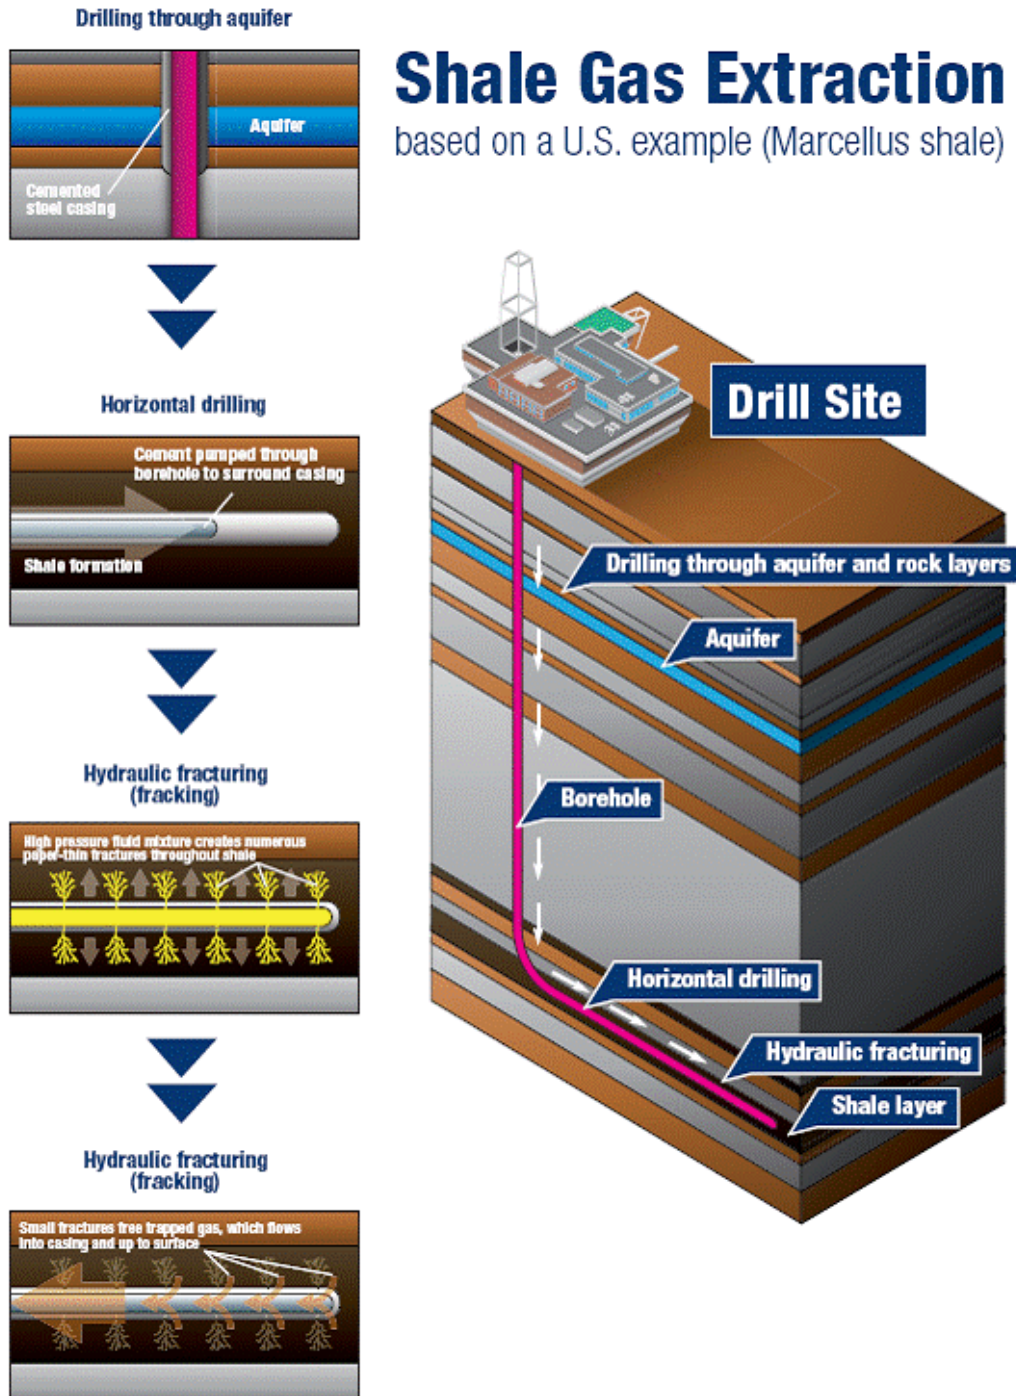 Drilling through aquifer
Aquifer
Cemented
steel casing
Shale Gas Extraction
based on a U.S. example (Marcellus shale)
Horizontal drilling
Cement pumped through
borehole to surround casing
Shale formation
Hydraulic fracturing
(fracking)
High pressure fluid mixture creates numerous
paper-thin fractures throughout shale
Hydraulic fracturing
(fracking)
Small fractures free trapped gas, which flows
into casing and up to surface
Drill Site
Drilling through aquifer and rock layers
Aquifer
Borehole
Horizontal drilling
Hydraulic fracturing
Shale layer